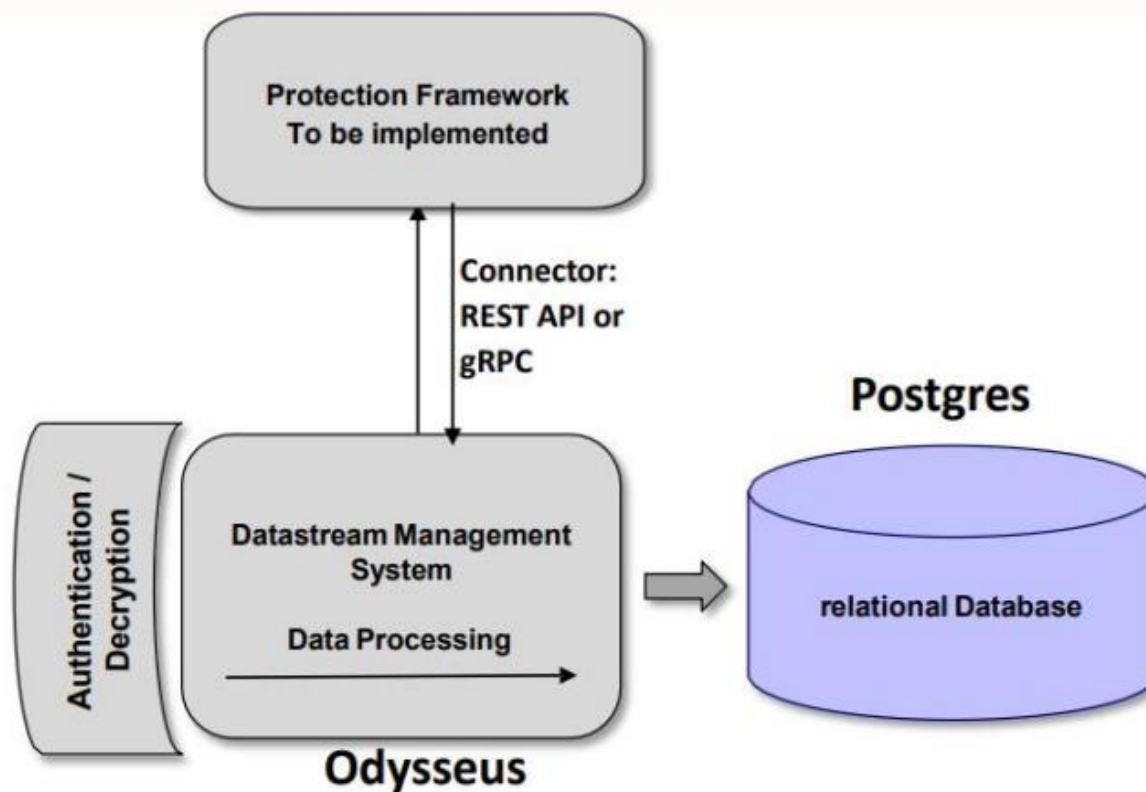 Protection Framework
To be implemented
Connector:
REST API or
gRPC
Postgres
Authentication /
Decryption
Datastream Management
System
Data Processing
relational Database
Odysseus